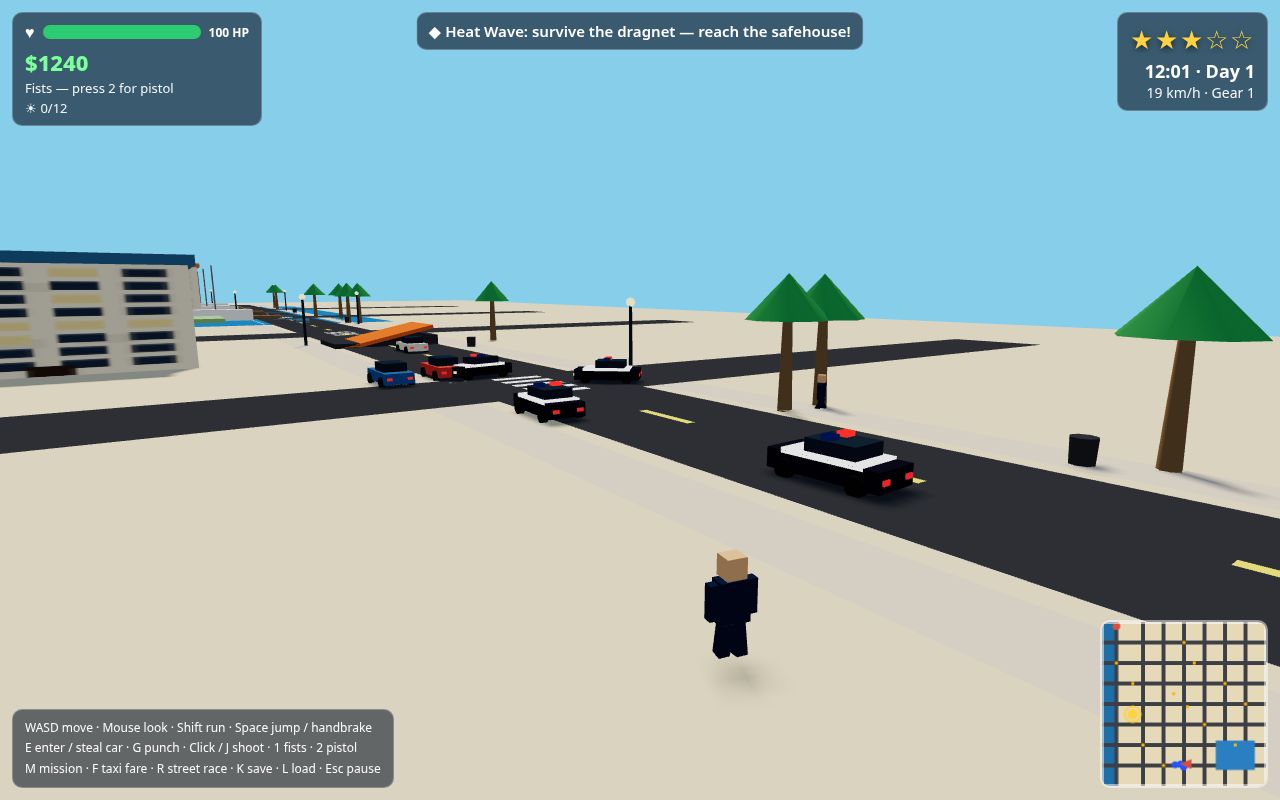 ♥ 100 HP
$1240
Fists — press 2 for pistol
☀ 0/12
◆ Heat Wave: survive the dragnet — reach the safehouse!
★★★☆☆
12:01 · Day 1
19 km/h · Gear 1
WASD move · Mouse look · Shift run · Space jump / handbrake
E enter / steal car · G punch · Click / J shoot · 1 fists · 2 pistol
M mission · F taxi fare · R street race · K save · L load · Esc pause